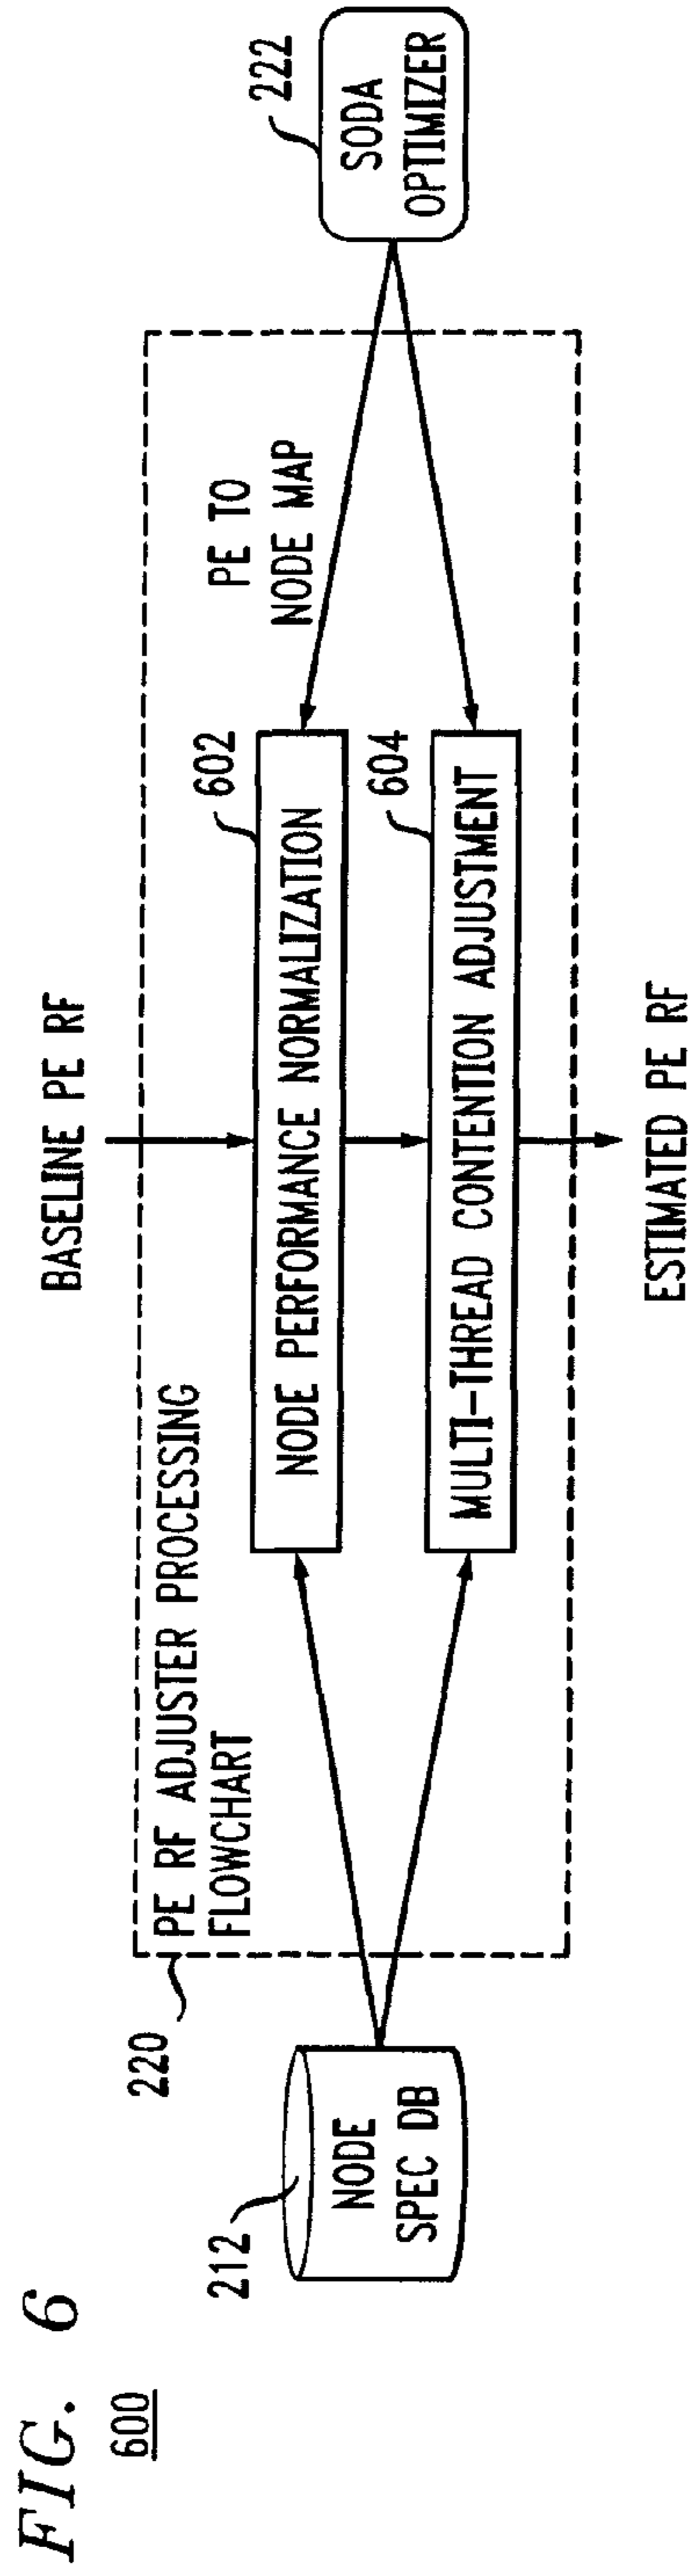 FIG. 6
600
BASELINE PE RF
220
PE RF ADJUSTER PROCESSING
FLOWCHART
212
NODE
SPEC DB
602
NODE PERFORMANCE NORMALIZATION
PE TO
NODE MAP
222
SODA
OPTIMIZER
604
MULTI-THREAD CONTENTION ADJUSTMENT
ESTIMATED PE RF